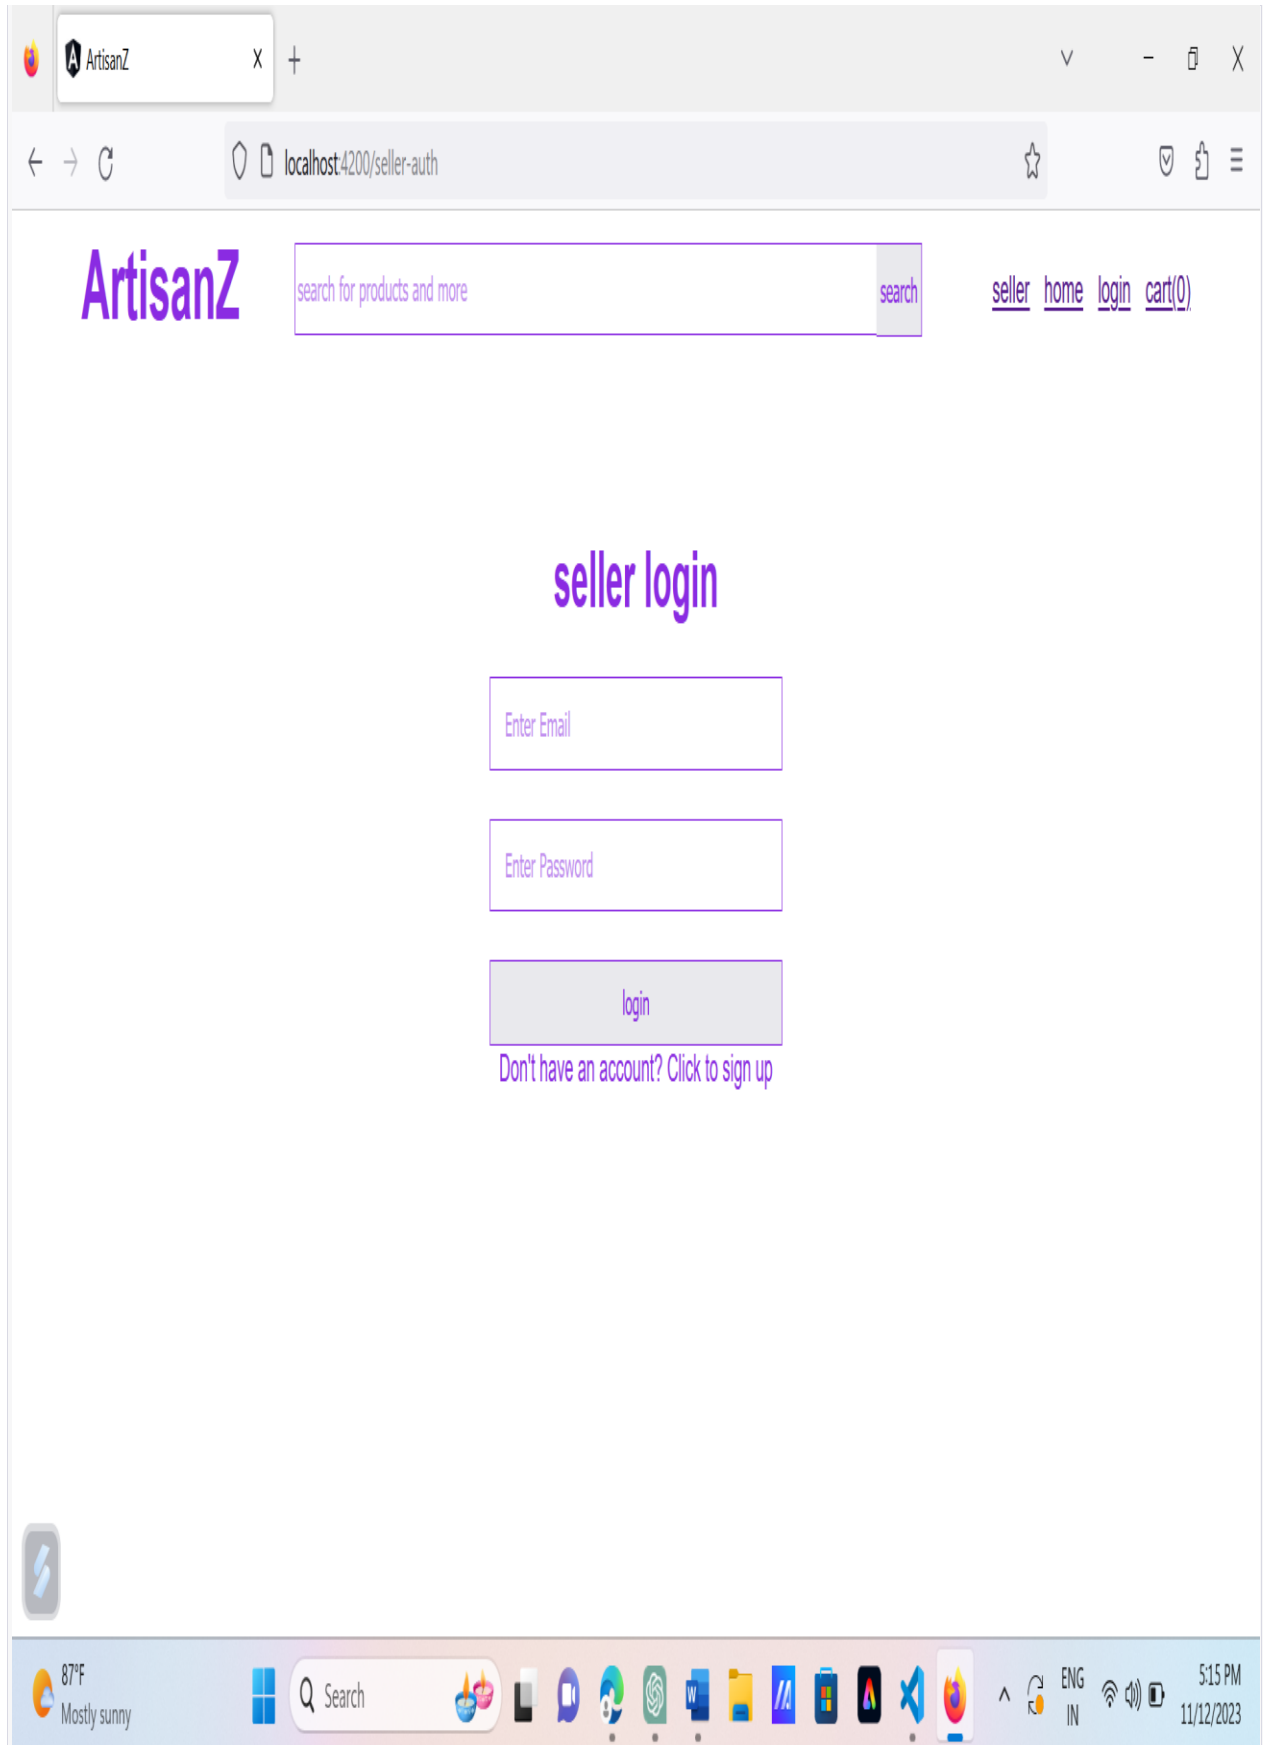 ArtisanZ
localhost:4200/seller-auth
ArtisanZ
search for products and more
search
seller home login cart(0)
seller login
Enter Email
Enter Password
login
Don't have an account? Click to sign up
87°F
Mostly sunny
Search
ENG
IN
5:15 PM
11/12/2023